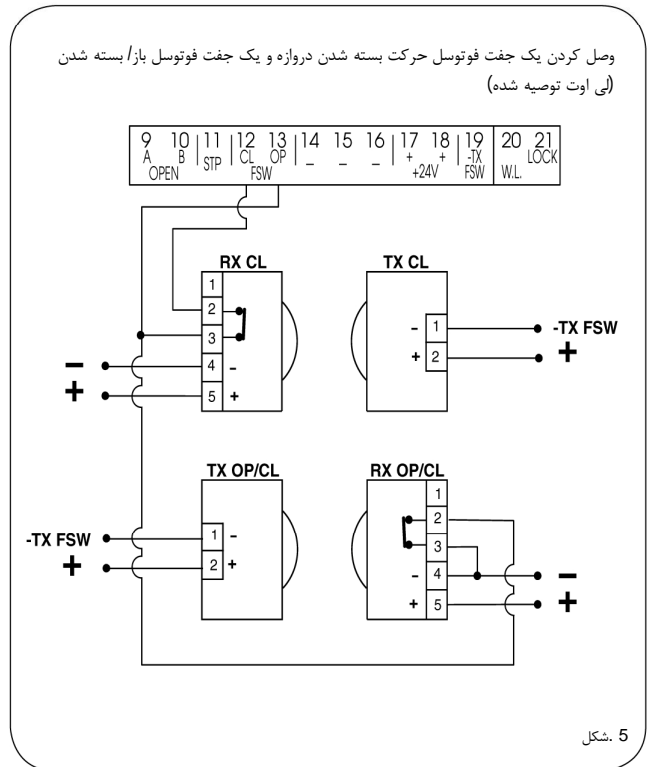 وصل کردن یک جفت فوتوسل حرکت بسته شدن دروازه و یک جفت فوتوسل باز/ بسته شدن
(لی اوت توصیه شده)
9 10 11 12 13 14 15 16 17 18 19 20 21
A B STP CL OP – – – + + -TX LOCK
OPEN FSW +24V FSW W.L.
RX CL TX CL
1
2
3
4 -
5 +
–
+
- 1 -TX FSW
+ 2 +
TX OP/CL RX OP/CL
-TX FSW 1 -
+ 2 +
1
2
3
- 4 –
+ 5 +
5 .شکل